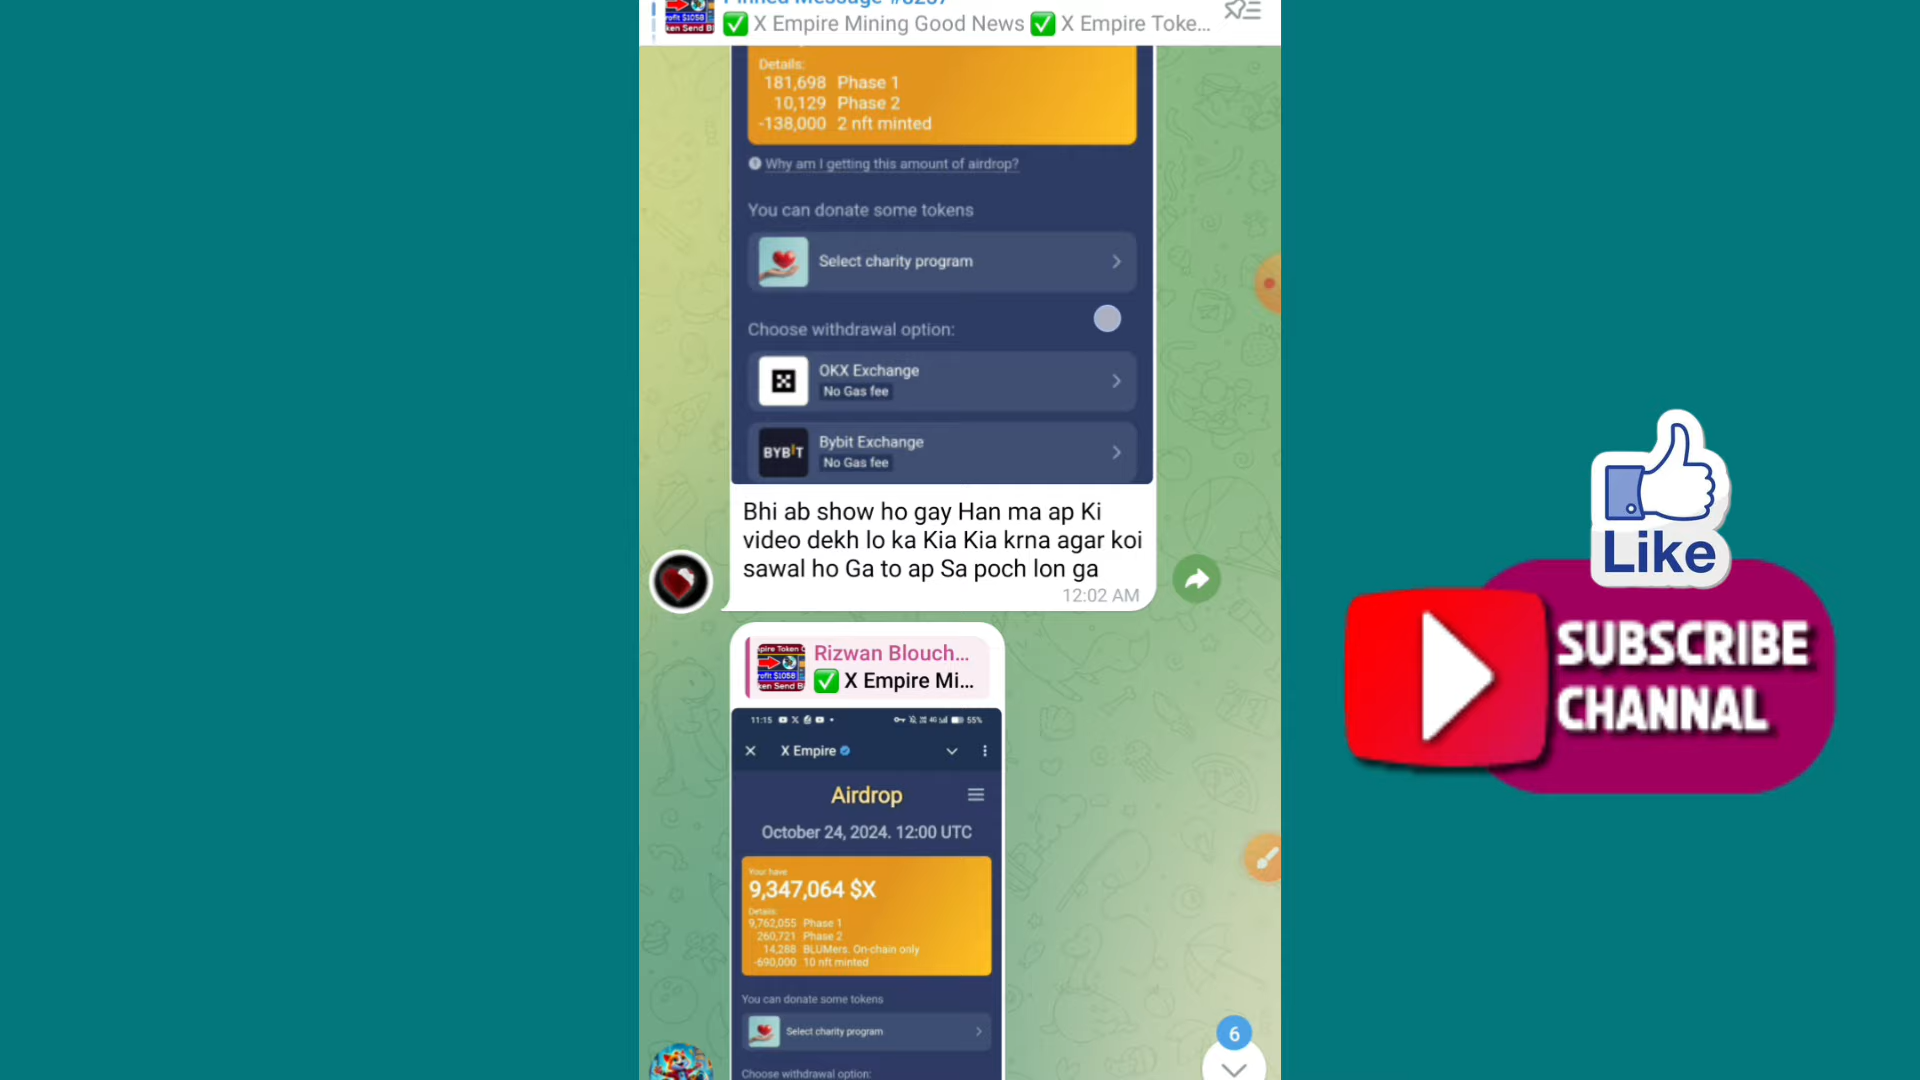 ✅ X Empire Mining Good News ✅ X Empire Toke...
Details:
181,698 Phase 1
10,129 Phase 2
-138,000 2 nft minted
Why am I getting this amount of airdrop?
You can donate some tokens
Select charity program
Choose withdrawal option:
OKX Exchange
No Gas fee
BYBIT
Bybit Exchange
No Gas fee
Bhi ab show ho gay Han ma ap Ki
video dekh lo ka Kia Kia krna agar koi
sawal ho Ga to ap Sa poch lon ga
12:02 AM
Rizwan Blouch...
✅ X Empire Mi...
11:15
55%
X Empire
Airdrop
October 24, 2024. 12:00 UTC
Your have
9,347,064 $X
Details:
9,762,055 Phase 1
260,721 Phase 2
14,288 BLUMers. On-chain only
-690,000 10 nft minted
You can donate some tokens
Select charity program
Choose withdrawal option:
6
Like
SUBSCRIBE
CHANNAL